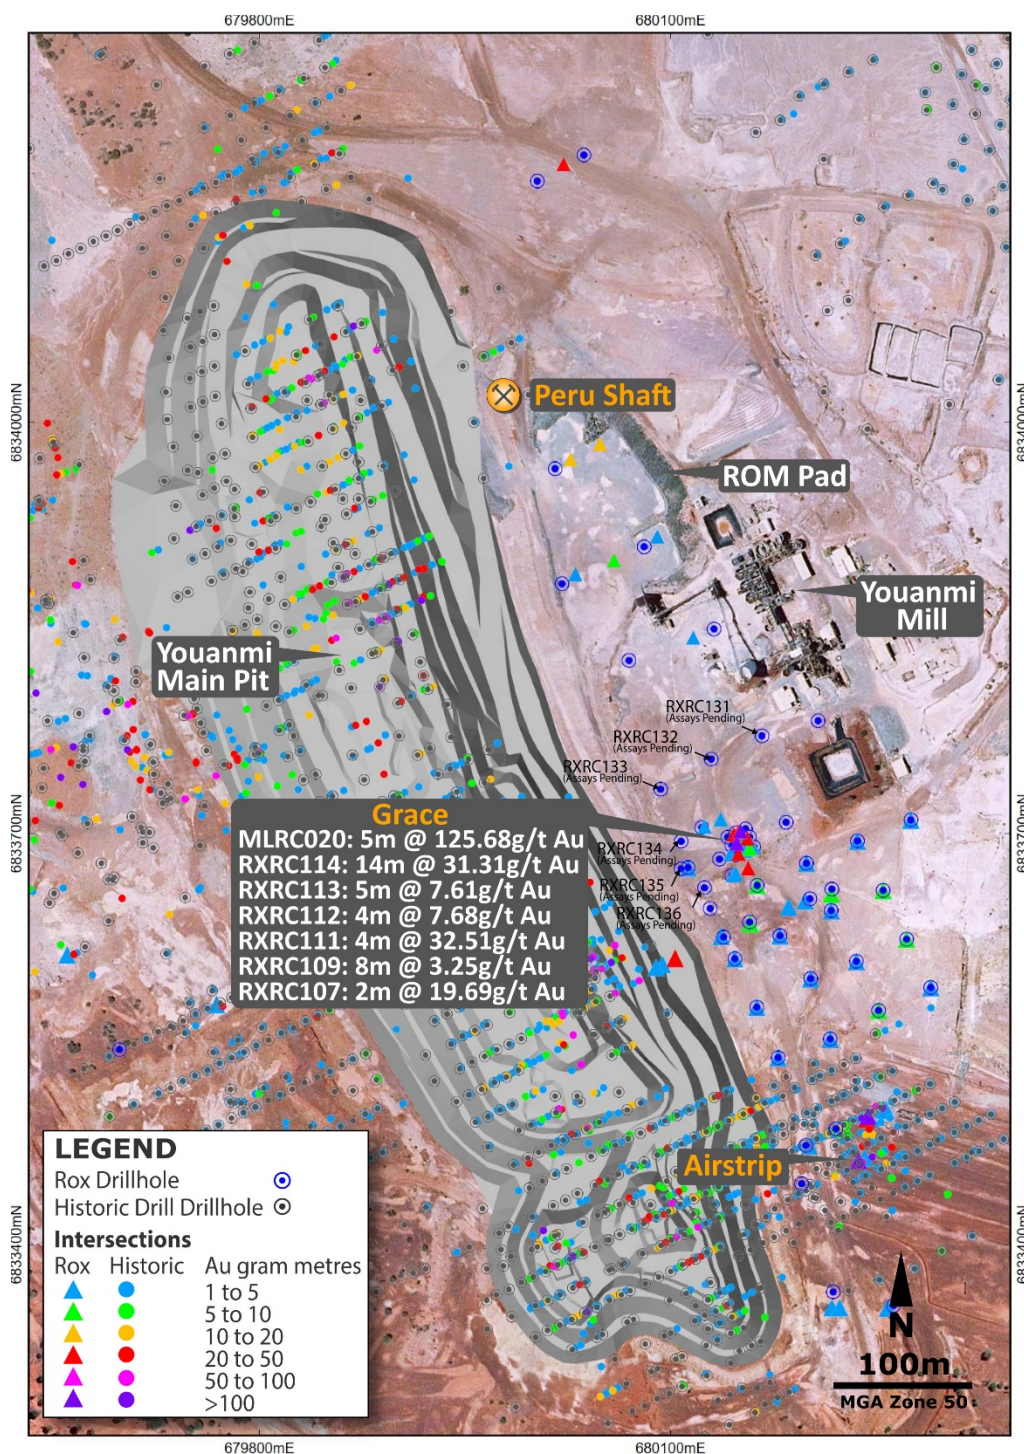 679800mE
680100mE
6834000mN
6834000mN
Peru Shaft
ROM Pad
Youanmi
Mill
Youanmi
Main Pit
RXRC131
(Assays Pending)
RXRC132
(Assays Pending)
RXRC133
(Assays Pending)
6833700mN
6833700mN
Grace
MLRC020: 5m @ 125.68g/t Au
RXRC114: 14m @ 31.31g/t Au
RXRC113: 5m @ 7.61g/t Au
RXRC112: 4m @ 7.68g/t Au
RXRC111: 4m @ 32.51g/t Au
RXRC109: 8m @ 3.25g/t Au
RXRC107: 2m @ 19.69g/t Au
RXRC134
(Assays Pending)
RXRC135
(Assays Pending)
RXRC136
(Assays Pending)
Airstrip
6833400mN
6833400mN
LEGEND
Rox Drillhole
Historic Drill Drillhole
Intersections
Rox Historic Au gram metres
1 to 5
5 to 10
10 to 20
20 to 50
50 to 100
>100
N
100m
MGA Zone 50
679800mE
680100mE